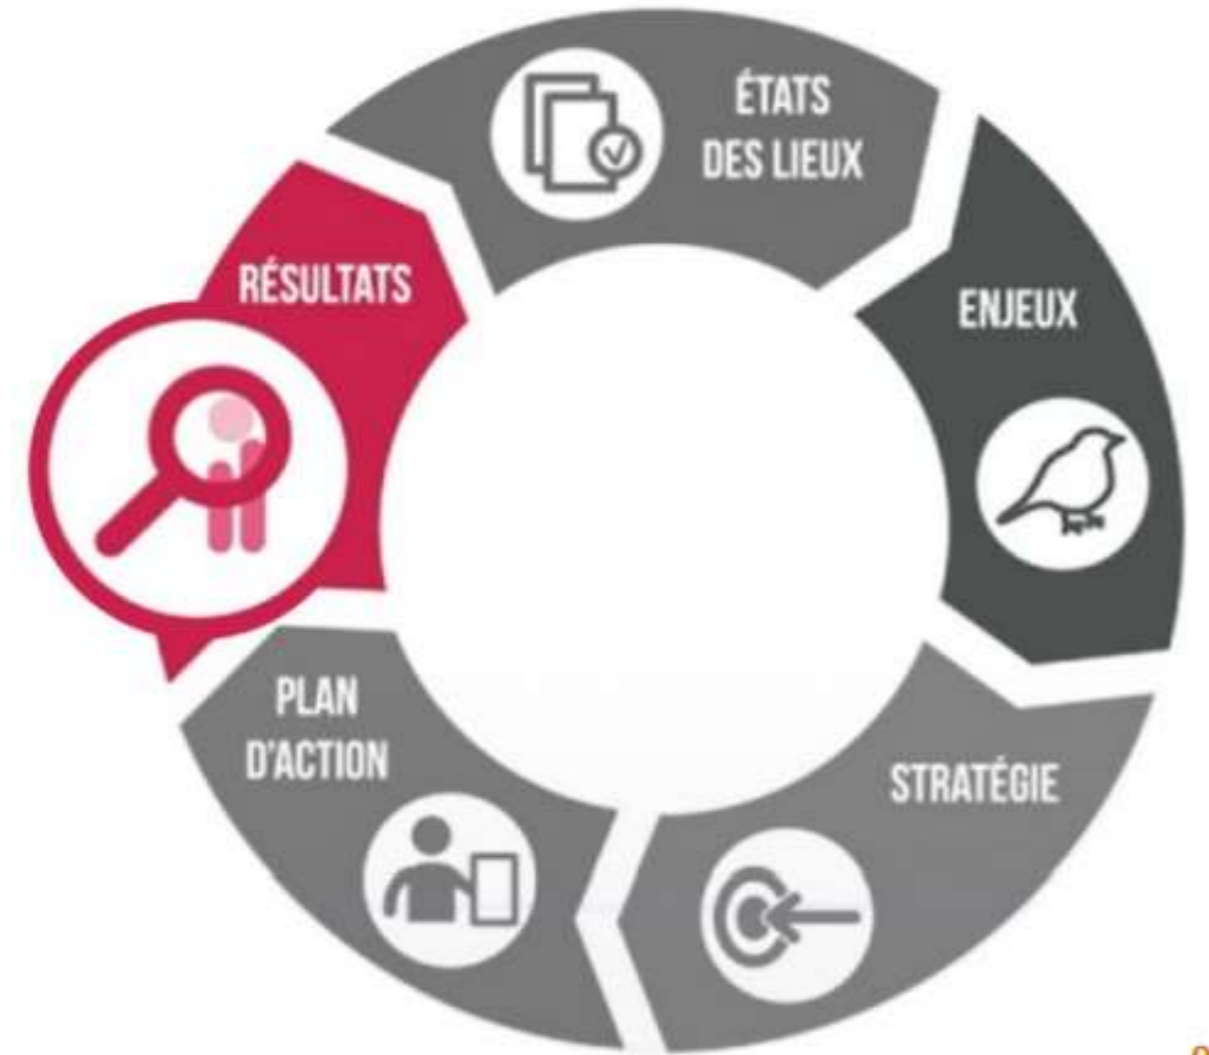 ÉTATS
DES LIEUX
ENJEUX
STRATÉGIE
PLAN
D'ACTION
RÉSULTATS